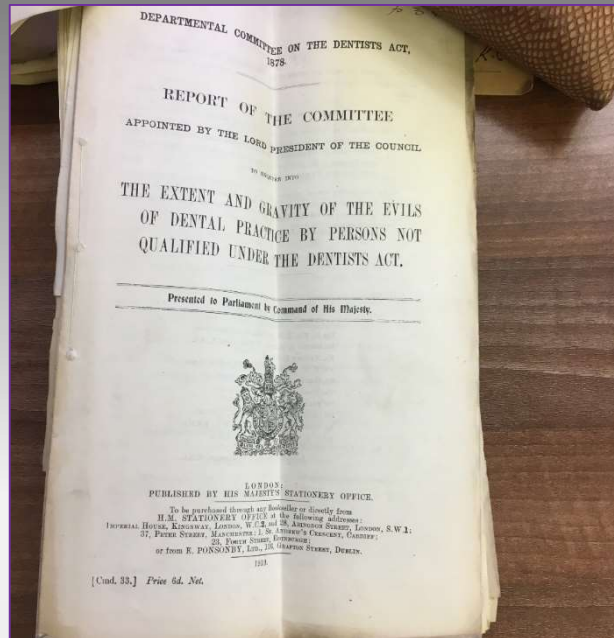 DEPARTMENTAL COMMITTEE ON THE DENTISTS ACT,
1878.
REPORT OF THE COMMITTEE
APPOINTED BY THE LORD PRESIDENT OF THE COUNCIL
TO ENQUIRE INTO
THE EXTENT AND GRAVITY OF THE EVILS
OF DENTAL PRACTICE BY PERSONS NOT
QUALIFIED UNDER THE DENTISTS ACT.
Presented to Parliament by Command of His Majesty.
LONDON:
PUBLISHED BY HIS MAJESTY'S STATIONERY OFFICE.
To be purchased through any Bookseller or directly from
H.M. STATIONERY OFFICE at the following addresses:
IMPERIAL HOUSE, KINGSWAY, LONDON, W.C.2, and 28, ABINGDON STREET, LONDON, S.W.1;
37, PETER STREET, MANCHESTER; 1, ST. ANDREW'S CRESCENT, CARDIFF;
23, FORTH STREET, EDINBURGH;
or from E. PONSONBY, LTD., 116, GRAFTON STREET, DUBLIN.
1919.
[Cmd. 33.] Price 6d. Net.